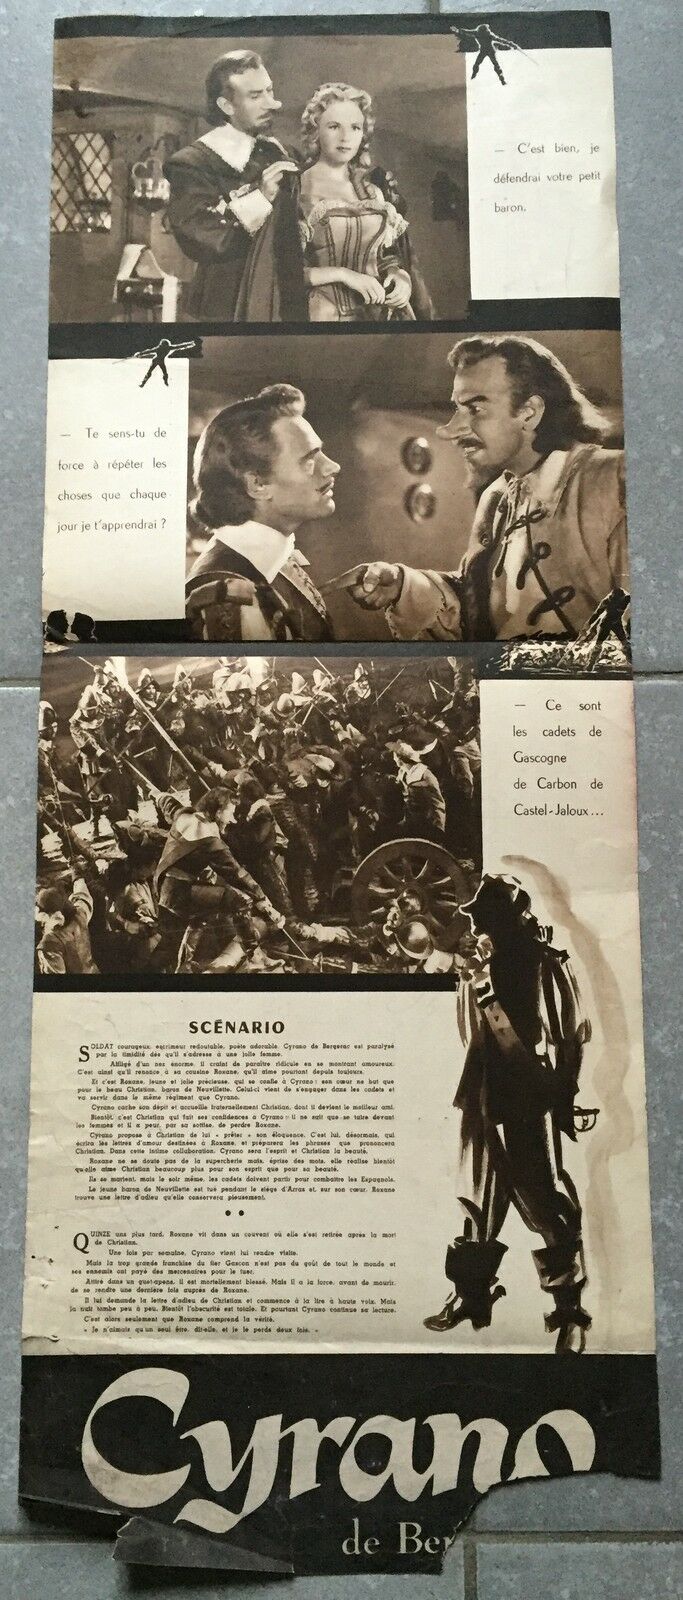 — C'est bien, je
défendrai votre petit
baron.
— Te sens-tu de
force à répéter les
choses que chaque
jour je t'apprendrai ?
— Ce sont
les cadets de
Gascogne
de Carbon de
Castel-Jaloux...
SCÉNARIO
SOLDAT courageux, escrimeur redoutable, poète adorable, Cyrano de Bergerac est paralysé
par la timidité dès qu'il s'adresse à une jolie femme.
Affligé d'un nez énorme, il craint de paraître ridicule en se montrant amoureux.
C'est ainsi qu'il renonce à sa cousine Roxane, qu'il aime pourtant depuis toujours.
Et c'est Roxane, jeune et jolie précieuse, qui se confie à Cyrano : son cœur ne bat que
pour le beau Christian, baron de Neuvillette. Celui-ci vient de s'engager dans les cadets et
va servir dans le même régiment que Cyrano.
Cyrano cache son dépit et accueille fraternellement Christian, dont il devient le meilleur ami.
Bientôt, c'est Christian qui fait ses confidences à Cyrano : il ne sait que se taire devant
les femmes et il a peur, par sa sottise, de perdre Roxane.
Cyrano propose à Christian de lui « prêter » son éloquence. C'est lui, désormais, qui
écrira les lettres d'amour destinées à Roxane, et préparera les phrases que prononcera
Christian. Dans cette intime collaboration, Cyrano sera l'esprit et Christian la beauté.
Roxane ne se doute pas de la supercherie mais, éprise des mots, elle réalise bientôt
qu'elle aime Christian beaucoup plus pour son esprit que pour sa beauté.
Ils se marient, mais le soir même, les cadets doivent partir pour combattre les Espagnols.
Le jeune baron de Neuvillette est tué pendant le siège d'Arras et, sur son cœur, Roxane
trouve une lettre d'adieu qu'elle conservera pieusement.
QUINZE ans plus tard, Roxane vit dans un couvent où elle s'est retirée après la mort
de Christian.
Une fois par semaine, Cyrano vient lui rendre visite.
Mais la trop grande franchise du fier Gascon n'est pas du goût de tout le monde et
ses ennemis ont payé des mercenaires pour le tuer.
Attiré dans un guet-apens, il est mortellement blessé. Mais il a la force, avant de mourir,
de se rendre une dernière fois auprès de Roxane.
Il lui demande la lettre d'adieu de Christian et commence à la lire à haute voix. Mais
la nuit tombe peu à peu. Bientôt l'obscurité est totale. Et pourtant Cyrano continue sa lecture.
C'est alors seulement que Roxane comprend la vérité.
« Je n'aimais qu'un seul être, dit-elle, et je le perds deux fois. »
Cyrano
de Ber